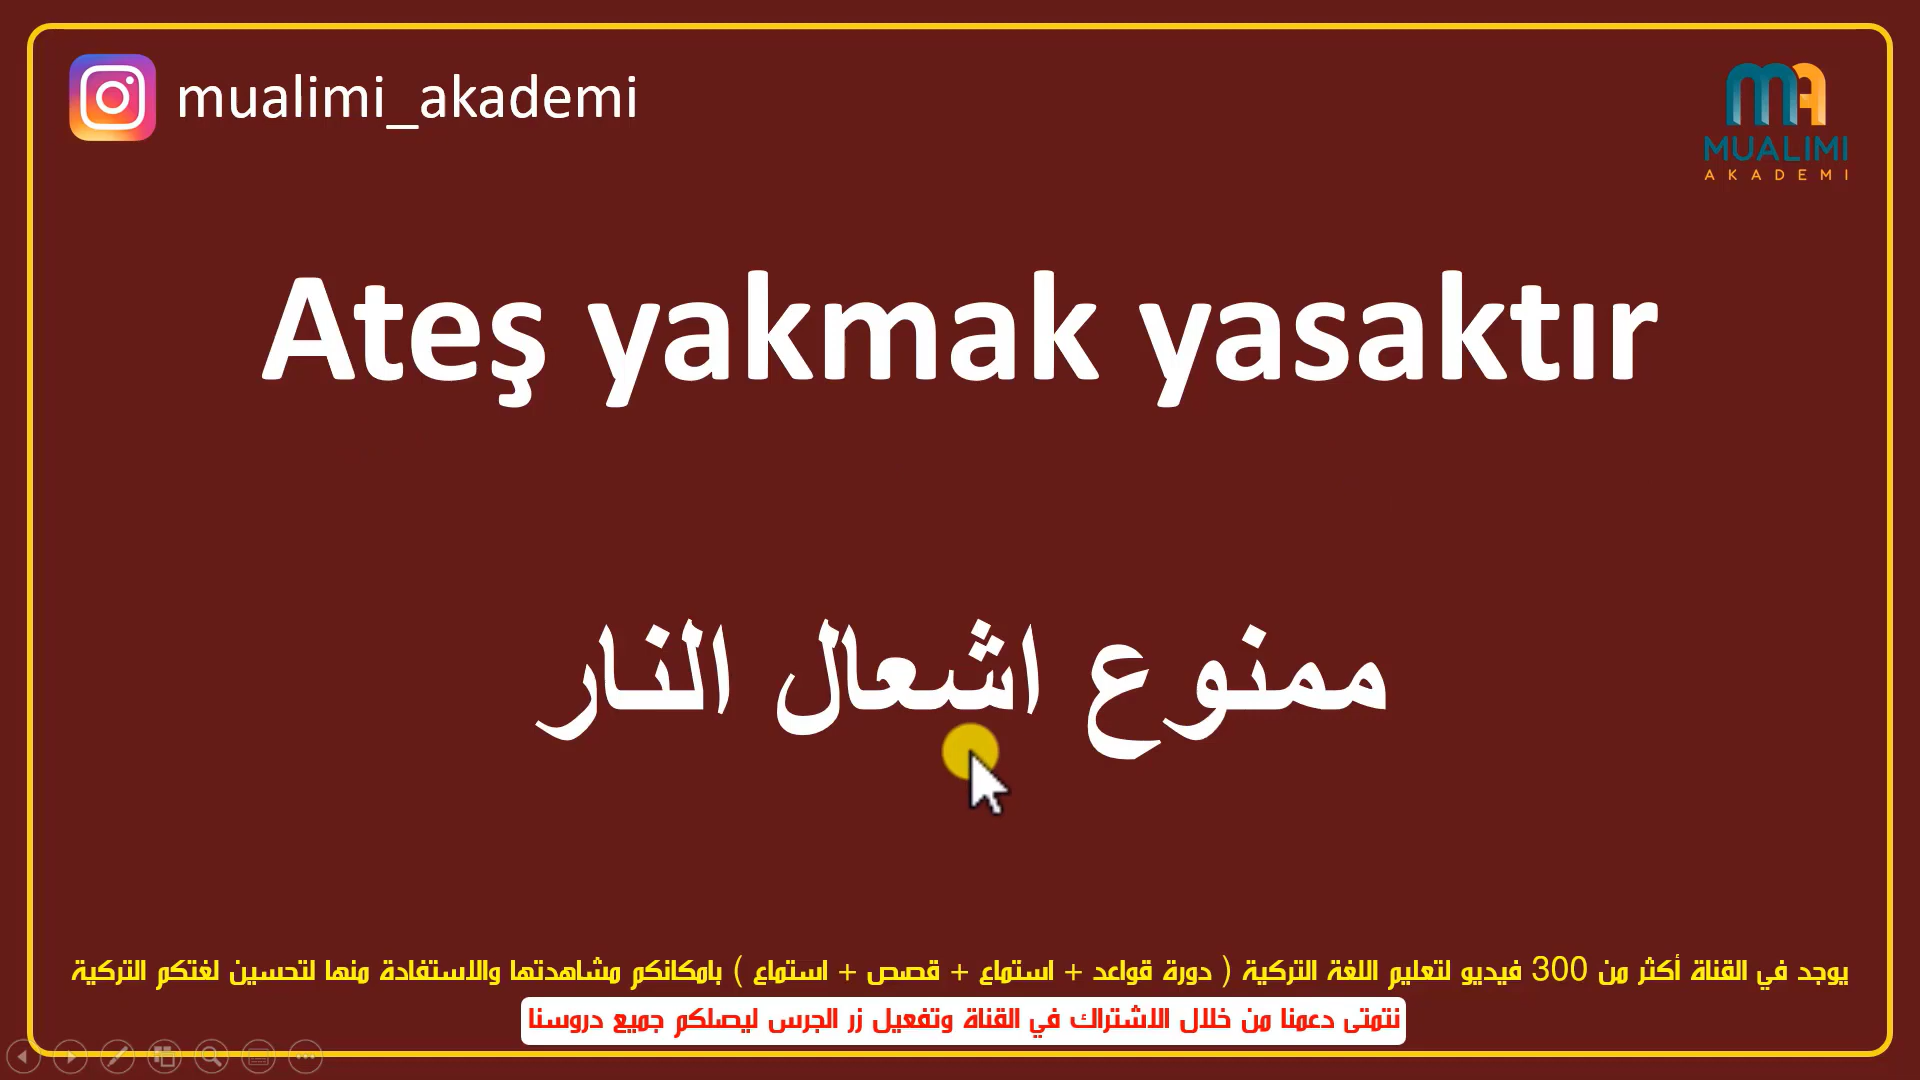 mualimi_akademi
MUALIMI
AKADEMI
Ateş yakmak yasaktır
ممنوع اشعال النار
يوجد في القناة أكثر من 300 فيديو لتعليم اللغة التركية ( دورة قواعد + استماع + قصص + استماع ) بامكانكم مشاهدتها والاستفادة منها لتحسين لغتكم التركية
نتمتى دعمنا من خلال الاشتراك في القناة وتفعيل زر الجرس ليصلكم جميع دروسنا